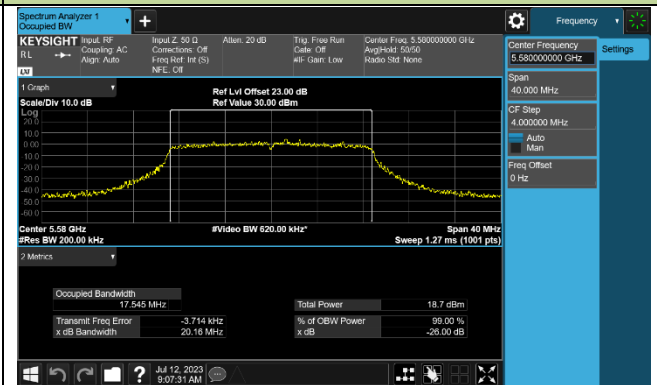 Spectrum Analyzer 1
Occupied BW
Frequency
KEYSIGHT
RL
LXI
Input: RF
Coupling: AC
Align: Auto
Input Z: 50 Ω
Corrections: Off
Freq Ref: Int (S)
NFE: Off
Atten: 20 dB
Trig: Free Run
Gate: Off
#IF Gain: Low
Center Freq: 5.580000000 GHz
Avg|Hold: 50/50
Radio Std: None
Center Frequency
5.580000000 GHz
Settings
Span
40.000 MHz
CF Step
4.000000 MHz
Auto
Man
Freq Offset
0 Hz
1 Graph
Scale/Div 10.0 dB
Ref Lvl Offset 23.00 dB
Ref Value 30.00 dBm
Log
20.0
10.0
0.00
-10.0
-20.0
-30.0
-40.0
-50.0
-60.0
Center 5.58 GHz
#Video BW 620.00 kHz*
Span 40 MHz
#Res BW 200.00 kHz
Sweep 1.27 ms (1001 pts)
2 Metrics
Occupied Bandwidth
17.545 MHz
Total Power 18.7 dBm
Transmit Freq Error -3.714 kHz
% of OBW Power 99.00 %
x dB Bandwidth 20.16 MHz
x dB -26.00 dB
?
Jul 12, 2023
9:07:31 AM